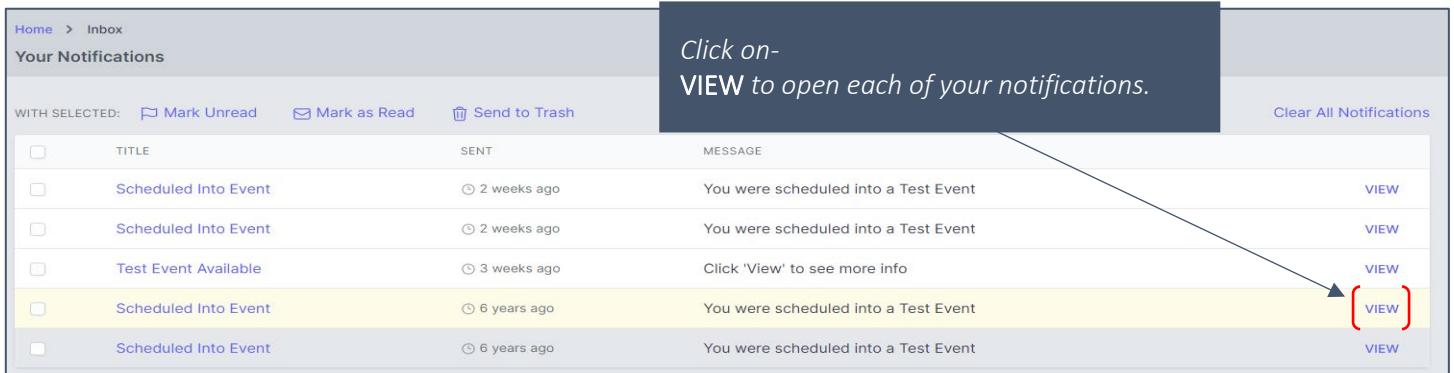 Home > Inbox
Your Notifications
Click on-
VIEW to open each of your notifications.
WITH SELECTED: Mark Unread Mark as Read Send to Trash Clear All Notifications
TITLE SENT MESSAGE
Scheduled Into Event 2 weeks ago You were scheduled into a Test Event VIEW
Scheduled Into Event 2 weeks ago You were scheduled into a Test Event VIEW
Test Event Available 3 weeks ago Click 'View' to see more info VIEW
Scheduled Into Event 6 years ago You were scheduled into a Test Event VIEW
Scheduled Into Event 6 years ago You were scheduled into a Test Event VIEW